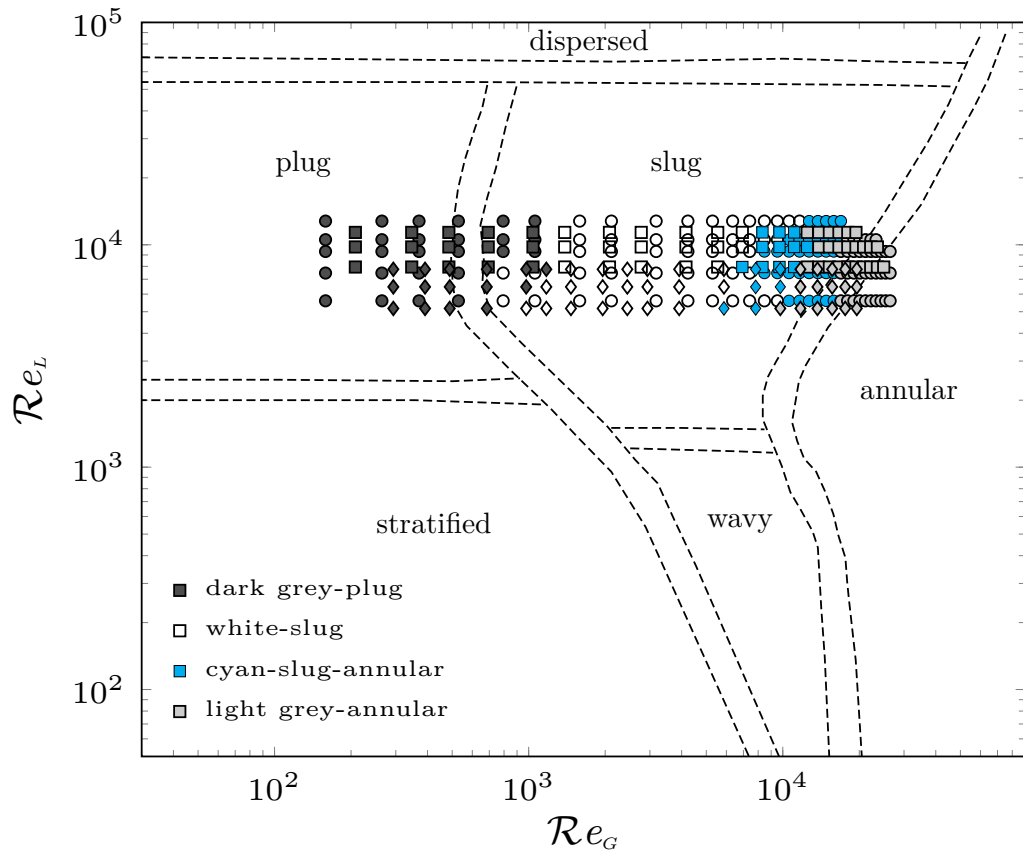 10^5
dispersed
plug
slug
10^4
ℛe_L
annular
10^3
wavy
stratified
dark grey-plug
white-slug
cyan-slug-annular
light grey-annular
10^2
10^2 10^3 10^4
ℛe_G